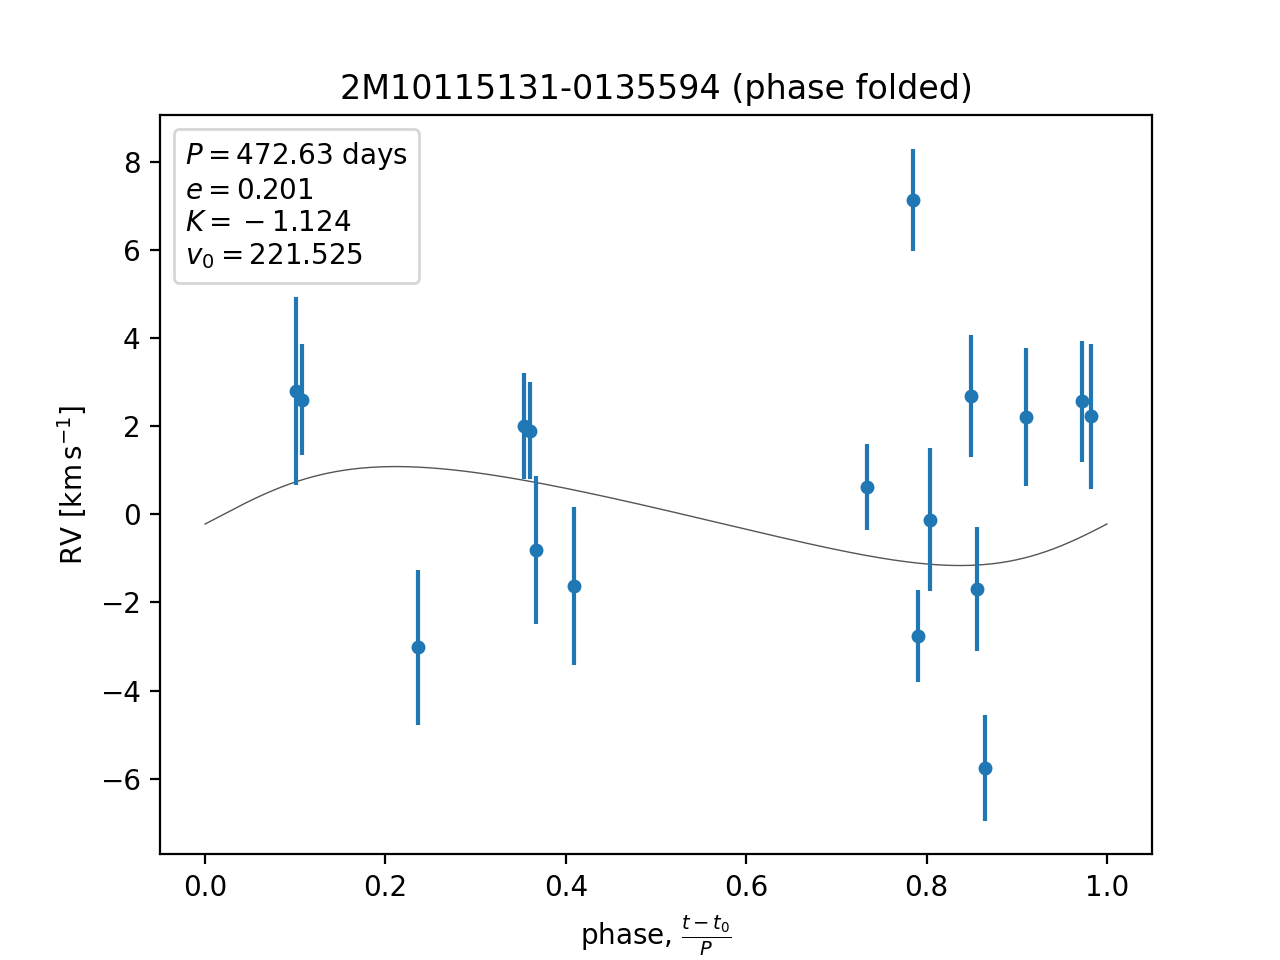 2M10115131-0135594 (phase folded)
P = 472.63 days
e = 0.201
K = −1.124
v₀ = 221.525
8
6
4
2
0
−2
−4
−6
RV [km s⁻¹]
0.0 0.2 0.4 0.6 0.8 1.0
phase, (t − t₀)/P